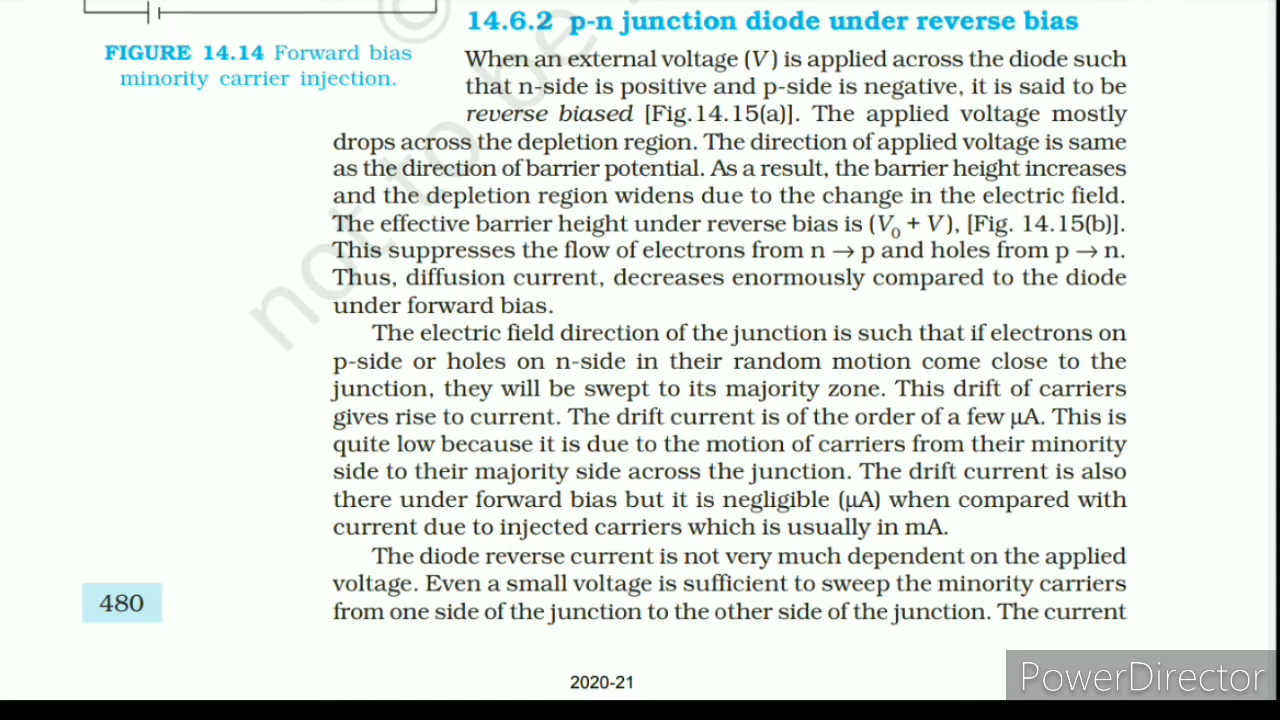 FIGURE 14.14 Forward bias
minority carrier injection.
14.6.2 p-n junction diode under reverse bias
When an external voltage (V) is applied across the diode such
that n-side is positive and p-side is negative, it is said to be
reverse biased [Fig.14.15(a)]. The applied voltage mostly
drops across the depletion region. The direction of applied voltage is same
as the direction of barrier potential. As a result, the barrier height increases
and the depletion region widens due to the change in the electric field.
The effective barrier height under reverse bias is (V₀ + V), [Fig. 14.15(b)].
This suppresses the flow of electrons from n → p and holes from p → n.
Thus, diffusion current, decreases enormously compared to the diode
under forward bias.
The electric field direction of the junction is such that if electrons on
p-side or holes on n-side in their random motion come close to the
junction, they will be swept to its majority zone. This drift of carriers
gives rise to current. The drift current is of the order of a few μA. This is
quite low because it is due to the motion of carriers from their minority
side to their majority side across the junction. The drift current is also
there under forward bias but it is negligible (μA) when compared with
current due to injected carriers which is usually in mA.
The diode reverse current is not very much dependent on the applied
voltage. Even a small voltage is sufficient to sweep the minority carriers
from one side of the junction to the other side of the junction. The current
480
2020-21
not to be
©
PowerDirector